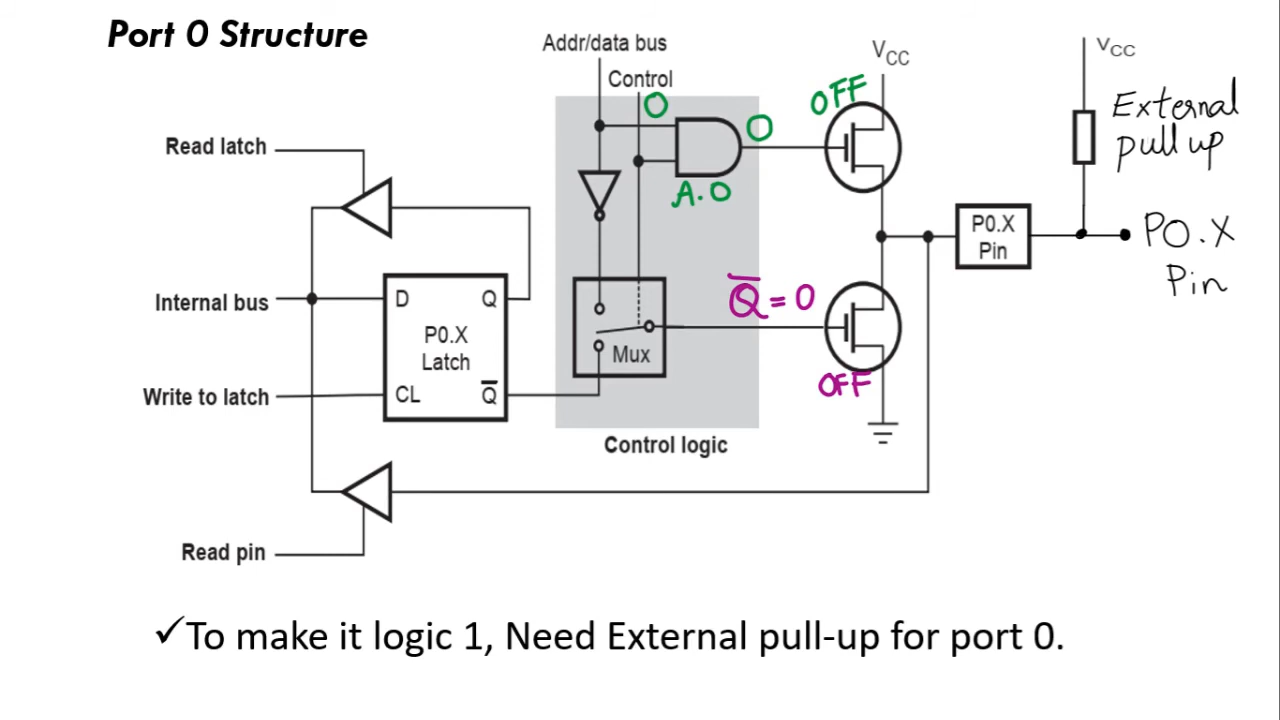 Port 0 Structure
Addr/data bus
Control
0
0
A.0
OFF
VCC
VCC
External
pull up
Read latch
Internal bus
D
Q
P0.X
Latch
Write to latch
CL
Q̅
Mux
Q̅ = 0
OFF
P0.X
Pin
P0.X
Pin
Control logic
Read pin
✓To make it logic 1, Need External pull-up for port 0.